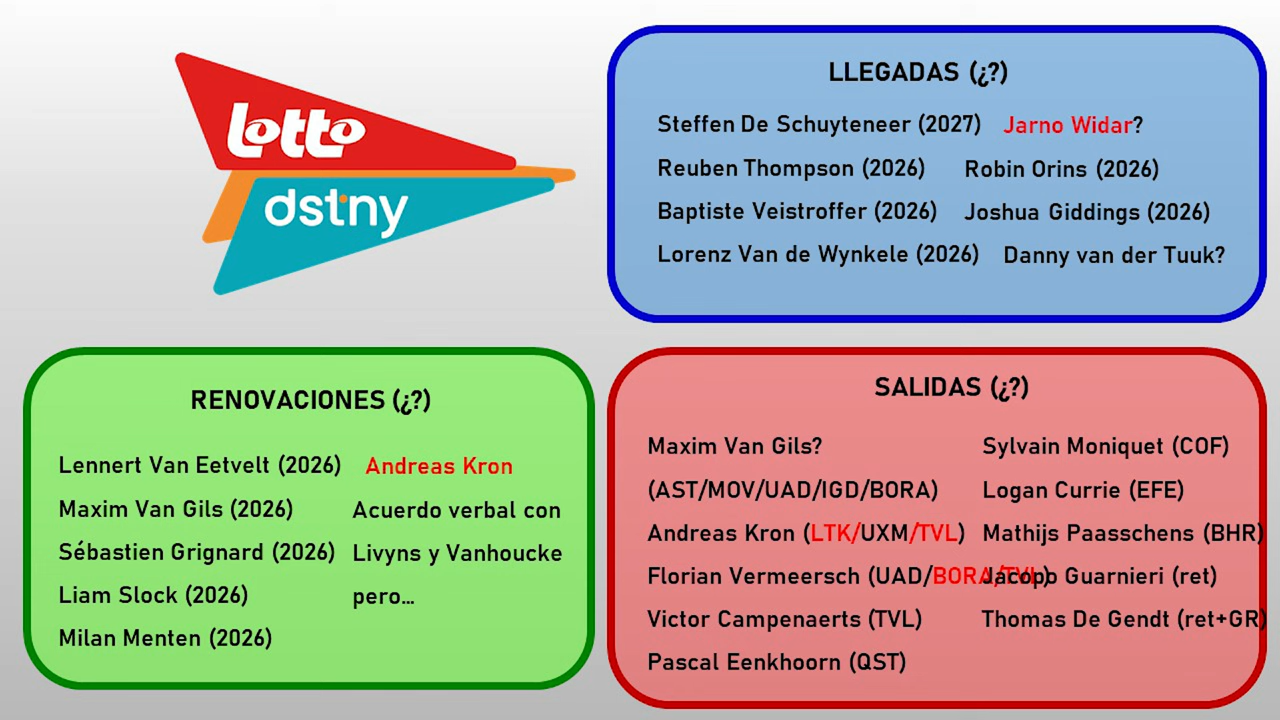 lotto
dstny
LLEGADAS (¿?)
Steffen De Schuyteneer (2027) Jarno Widar?
Reuben Thompson (2026) Robin Orins (2026)
Baptiste Veistroffer (2026) Joshua Giddings (2026)
Lorenz Van de Wynkele (2026) Danny van der Tuuk?
RENOVACIONES (¿?)
Lennert Van Eetvelt (2026)
Maxim Van Gils (2026)
Sébastien Grignard (2026)
Liam Slock (2026)
Milan Menten (2026)
Andreas Kron
Acuerdo verbal con
Livyns y Vanhoucke
pero...
SALIDAS (¿?)
Maxim Van Gils?
(AST/MOV/UAD/IGD/BORA)
Andreas Kron (LTK/UXM/TVL)
Florian Vermeersch (UAD/BORA/TVL)
Victor Campenaerts (TVL)
Pascal Eenkhoorn (QST)
Sylvain Moniquet (COF)
Logan Currie (EFE)
Mathijs Paasschens (BHR)
Jacopo Guarnieri (ret)
Thomas De Gendt (ret+GR)